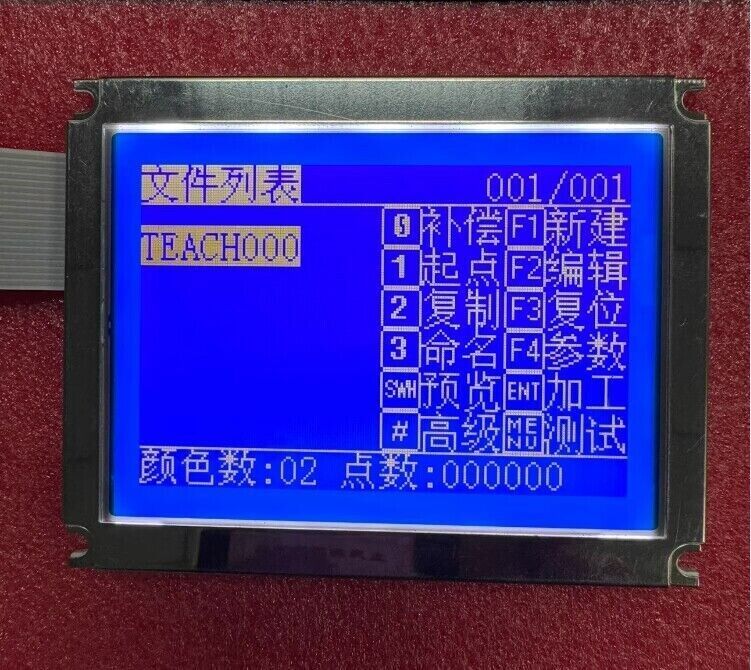 文件列表 001/001
TEACH000
0 补偿 F1 新建
1 起点 F2 编辑
2 复制 F3 复位
3 命名 F4 参数
SWH 预览 ENT 加工
# 高级 MENU 测试
颜色数:02 点数:000000